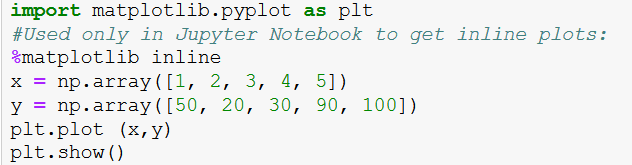 import matplotlib.pyplot as plt
#Used only in Jupyter Notebook to get inline plots:
%matplotlib inline
x = np.array([1, 2, 3, 4, 5])
y = np.array([50, 20, 30, 90, 100])
plt.plot (x,y)
plt.show()